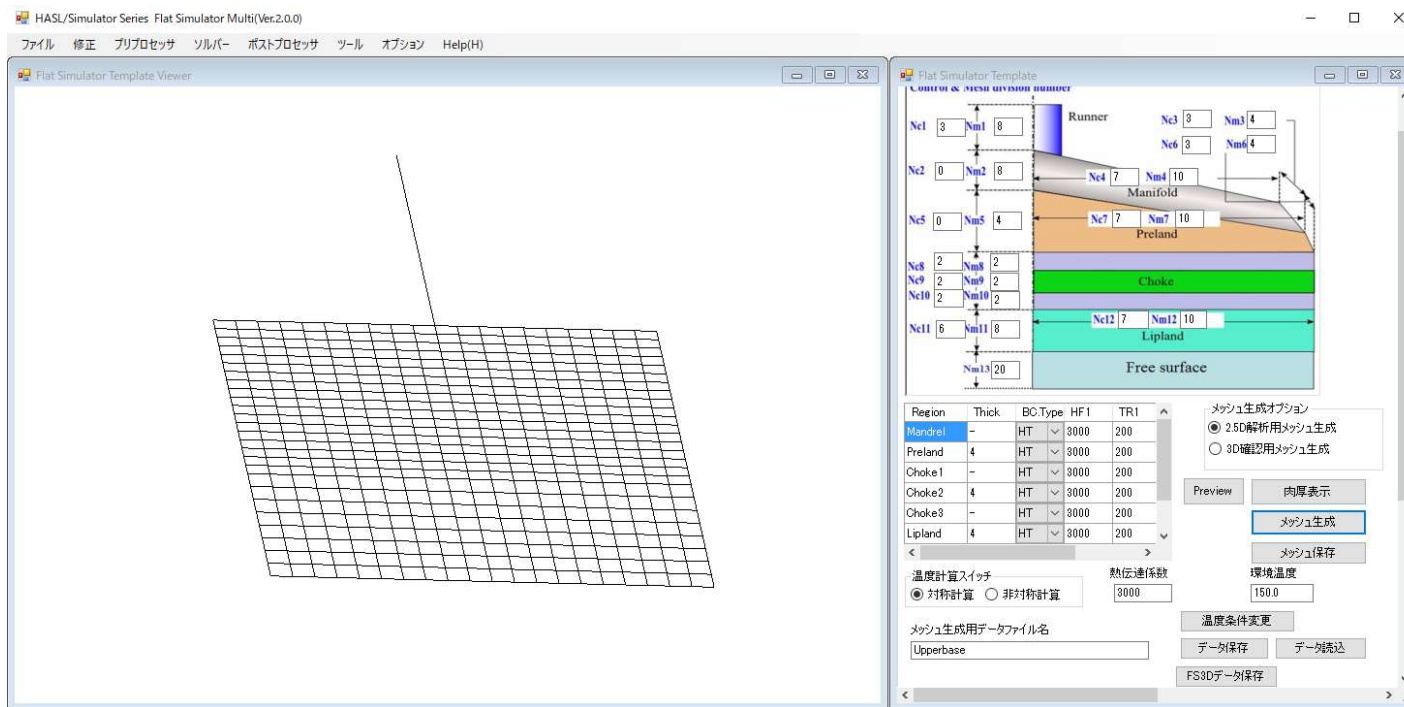 HASL/Simulator Series Flat Simulator Multi(Ver.2.0.0)
ファイル 修正 プリプロセッサ ソルバー ポストプロセッサ ツール オプション Help(H)
Flat Simulator Template Viewer
Flat Simulator Template
Control & Mesh division number
Runner
Nc1 3 Nm1 8
Nc3 3 Nm3 4
Nc6 3 Nm6 4
Nc2 0 Nm2 8
Nc4 7 Nm4 10
Manifold
Nc5 0 Nm5 4
Nc7 7 Nm7 10
Preland
Nc8 2 Nm8 2
Nc9 2 Nm9 2
Choke
Nc10 2 Nm10 2
Nc11 6 Nm11 8
Nc12 7 Nm12 10
Lipland
Nm13 20
Free surface
Region Thick BC.Type HF1 TR1
Mandrel - HT 3000 200
Preland 4 HT 3000 200
Choke1 - HT 3000 200
Choke2 4 HT 3000 200
Choke3 - HT 3000 200
Lipland 4 HT 3000 200
メッシュ生成オプション
2.5D解析用メッシュ生成
3D確認用メッシュ生成
Preview 肉厚表示
メッシュ生成
メッシュ保存
温度計算スイッチ
対称計算 非対称計算
熱伝達係数
3000
環境温度
150.0
温度条件変更
メッシュ生成用データファイル名
Upperbase
データ保存 データ読込
FS3Dデータ保存